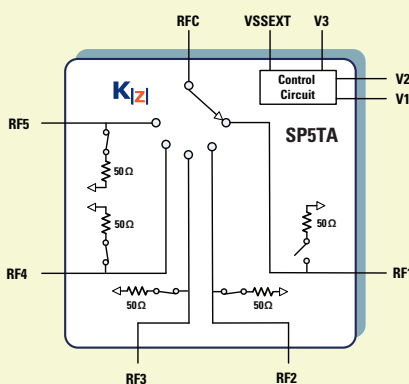 RFC VSSEXT V3
K|z|
Control
Circuit
V2
V1
SP5TA
RF5
50Ω
50Ω
50Ω
RF4
RF1
50Ω
50Ω
RF3
RF2